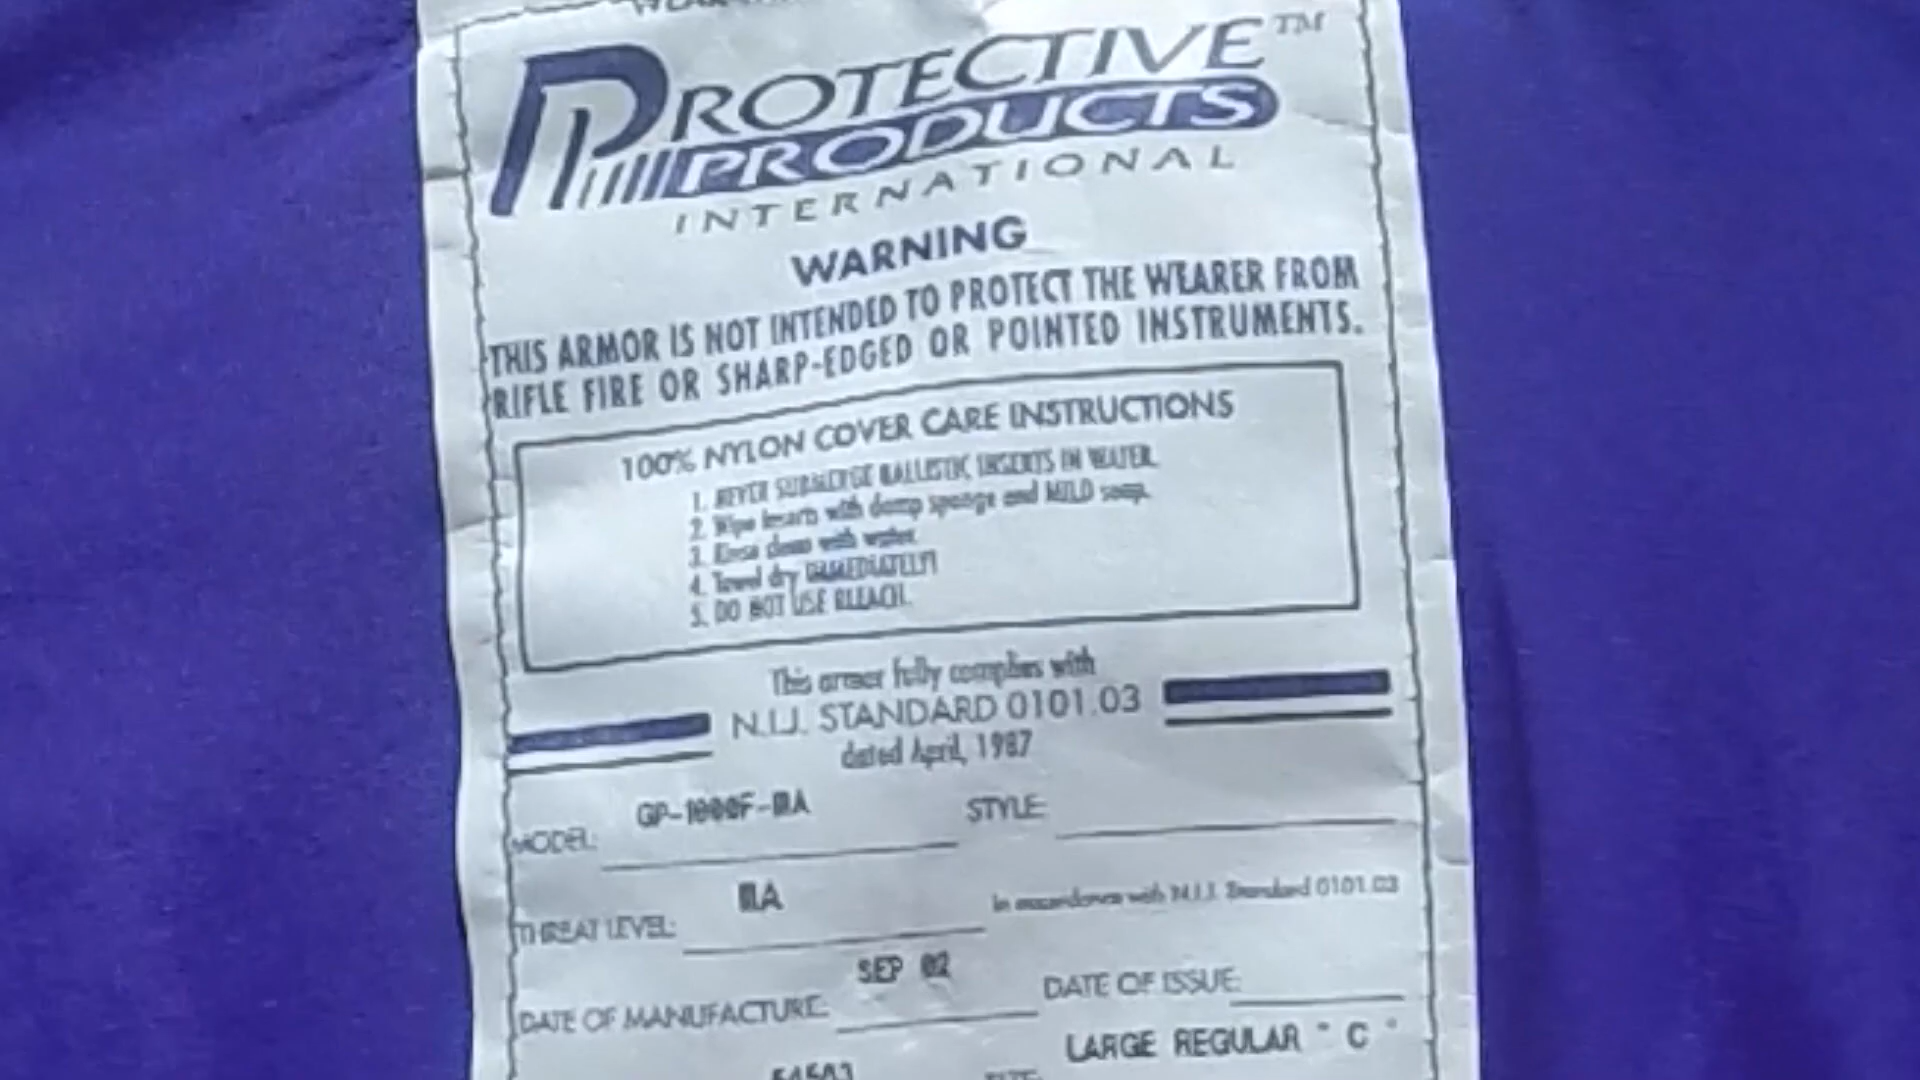 PROTECTIVE™
PRODUCTS
INTERNATIONAL
WARNING
THIS ARMOR IS NOT INTENDED TO PROTECT THE WEARER FROM
RIFLE FIRE OR SHARP-EDGED OR POINTED INSTRUMENTS.
100% NYLON COVER CARE INSTRUCTIONS
1. NEVER SUBMERGE BALLISTIC INSERTS IN WATER.
2. Wipe inserts with damp sponge and MILD soap.
3. Rinse clean with water.
4. Towel dry IMMEDIATELY!
5. DO NOT USE BLEACH.
This armor fully complies with
N.I.J. STANDARD 0101.03
dated April, 1987
MODEL: GP-1000F-IIIA STYLE:
THREAT LEVEL: IIIA In accordance with N.I.J. Standard 0101.03
DATE OF MANUFACTURE: SEP 02 DATE OF ISSUE:
LARGE REGULAR "C"